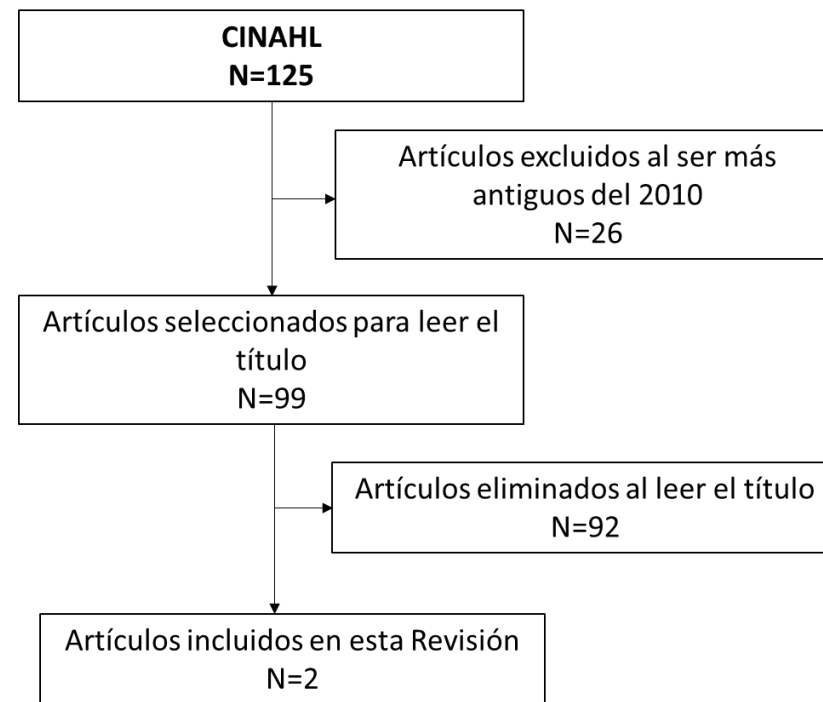 CINAHL
N=125
Artículos excluidos al ser más
antiguos del 2010
N=26
Artículos seleccionados para leer el
título
N=99
Artículos eliminados al leer el título
N=92
Artículos incluidos en esta Revisión
N=2